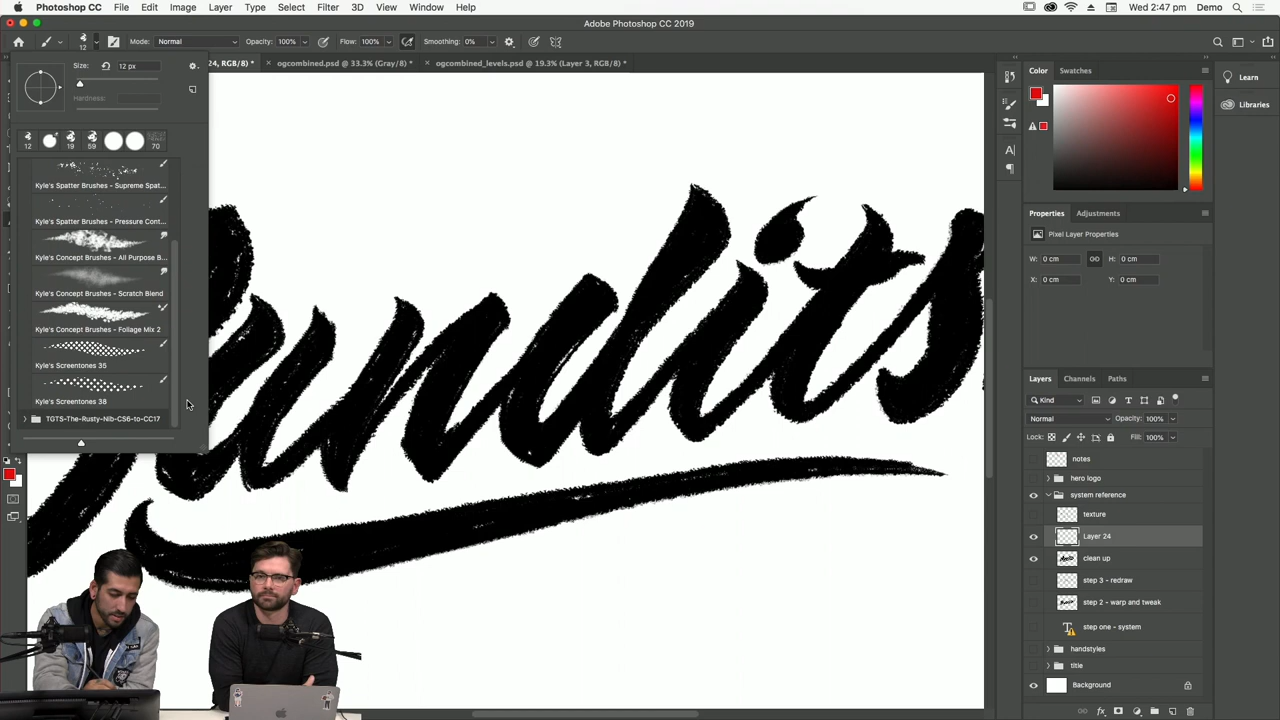 Photoshop CC File Edit Image Layer Type Select Filter 3D View Window Help Wed 2:47 pm Demo
Adobe Photoshop CC 2019
12 Mode: Normal Opacity: 100% Flow: 100% Smoothing: 0%
24, RGB/8) * × ogcombined.psd @ 33.3% (Gray/8) * × ogcombined_levels.psd @ 19.3% (Layer 3, RGB/8) *
Size: 12 px
Hardness:
12 19 59 70
Kyle's Spatter Brushes - Supreme Spat...
Kyle's Spatter Brushes - Pressure Cont...
Kyle's Concept Brushes - All Purpose B...
Kyle's Concept Brushes - Scratch Blend
Kyle's Concept Brushes - Foliage Mix 2
Kyle's Screentones 35
Kyle's Screentones 38
TGTS-The-Rusty-Nib-CS6-to-CC17
Bandits
Color Swatches
Learn
Libraries
Properties Adjustments
Pixel Layer Properties
W: 0 cm H: 0 cm
X: 0 cm Y: 0 cm
Layers Channels Paths
Kind
Normal Opacity: 100%
Lock: Fill: 100%
notes
hero logo
system reference
texture
Layer 24
clean up
step 3 - redraw
step 2 - warp and tweak
step one - system
handstyles
title
Background